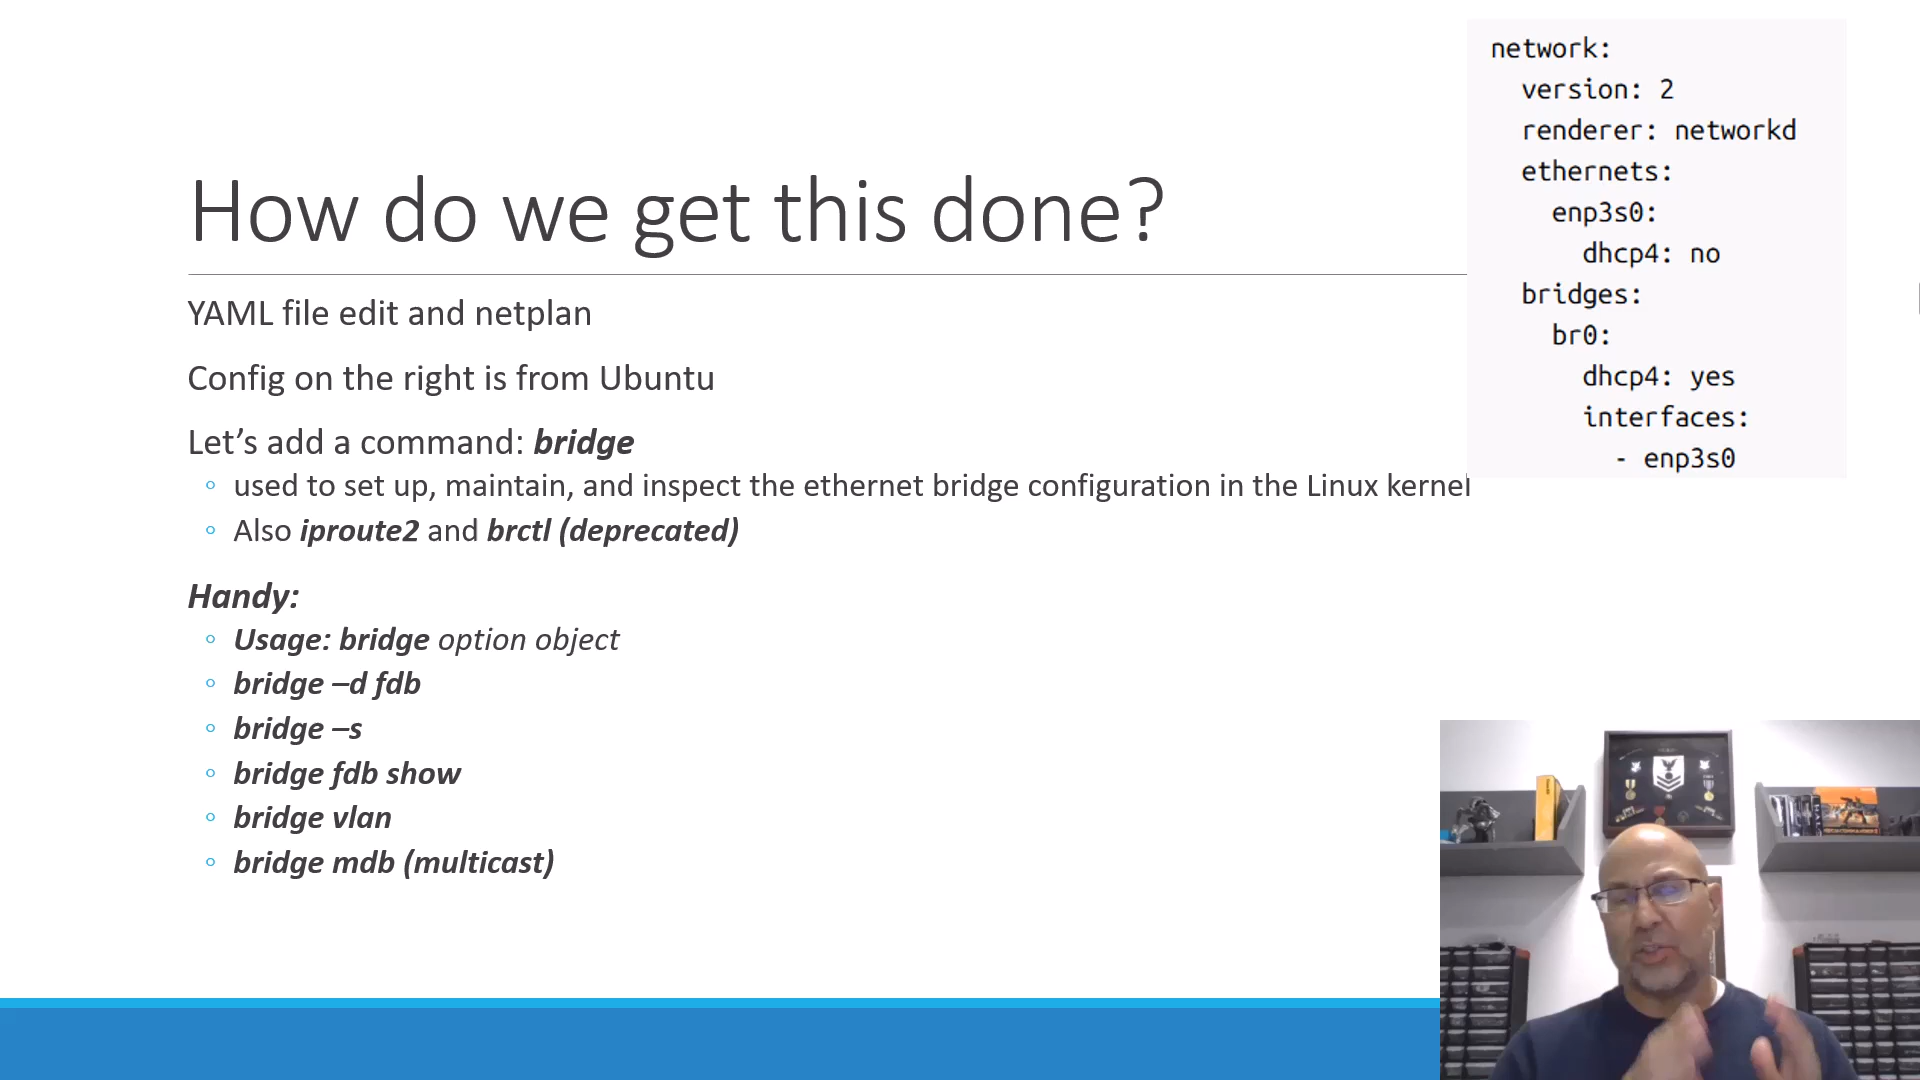 How do we get this done?
YAML file edit and netplan
Config on the right is from Ubuntu
Let’s add a command: bridge
◦ used to set up, maintain, and inspect the ethernet bridge configuration in the Linux kernel
◦ Also iproute2 and brctl (deprecated)
Handy:
◦ Usage: bridge option object
◦ bridge –d fdb
◦ bridge –s
◦ bridge fdb show
◦ bridge vlan
◦ bridge mdb (multicast)
network:
  version: 2
  renderer: networkd
  ethernets:
    enp3s0:
      dhcp4: no
  bridges:
    br0:
      dhcp4: yes
      interfaces:
        - enp3s0